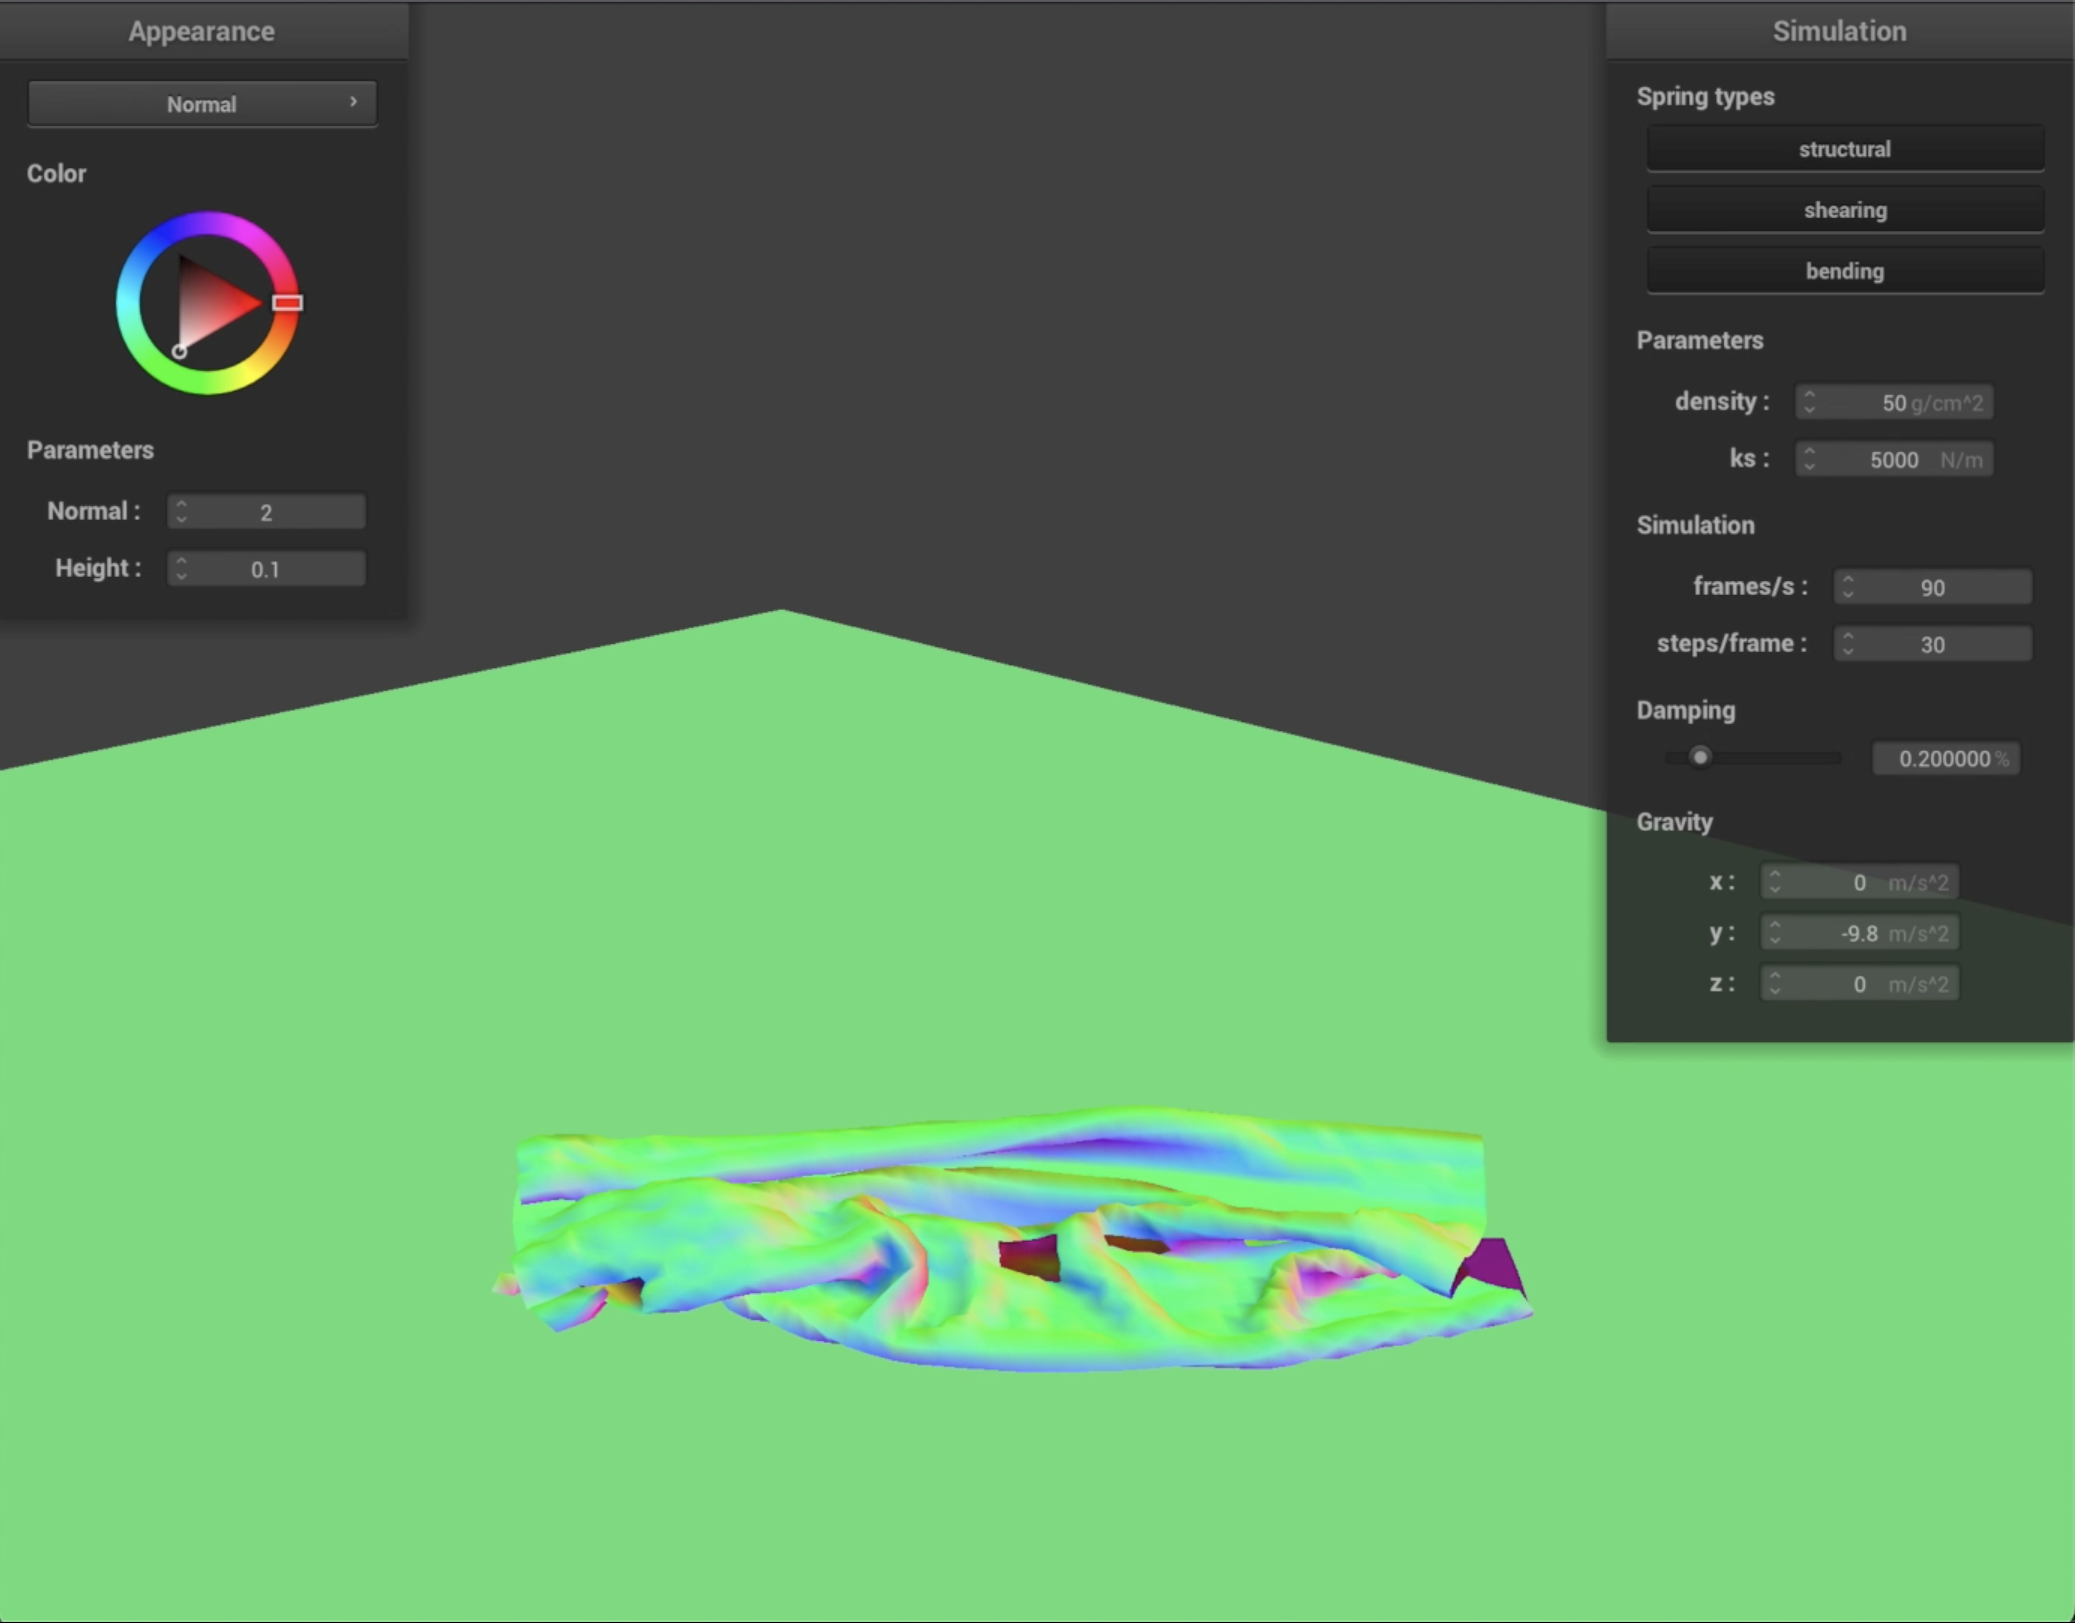 Appearance
Normal
Color
Parameters
Normal : 2
Height : 0.1
Simulation
Spring types
structural
shearing
bending
Parameters
density : 50 g/cm^2
ks : 5000 N/m
Simulation
frames/s : 90
steps/frame : 30
Damping
0.200000 %
Gravity
x : 0 m/s^2
y : -9.8 m/s^2
z : 0 m/s^2